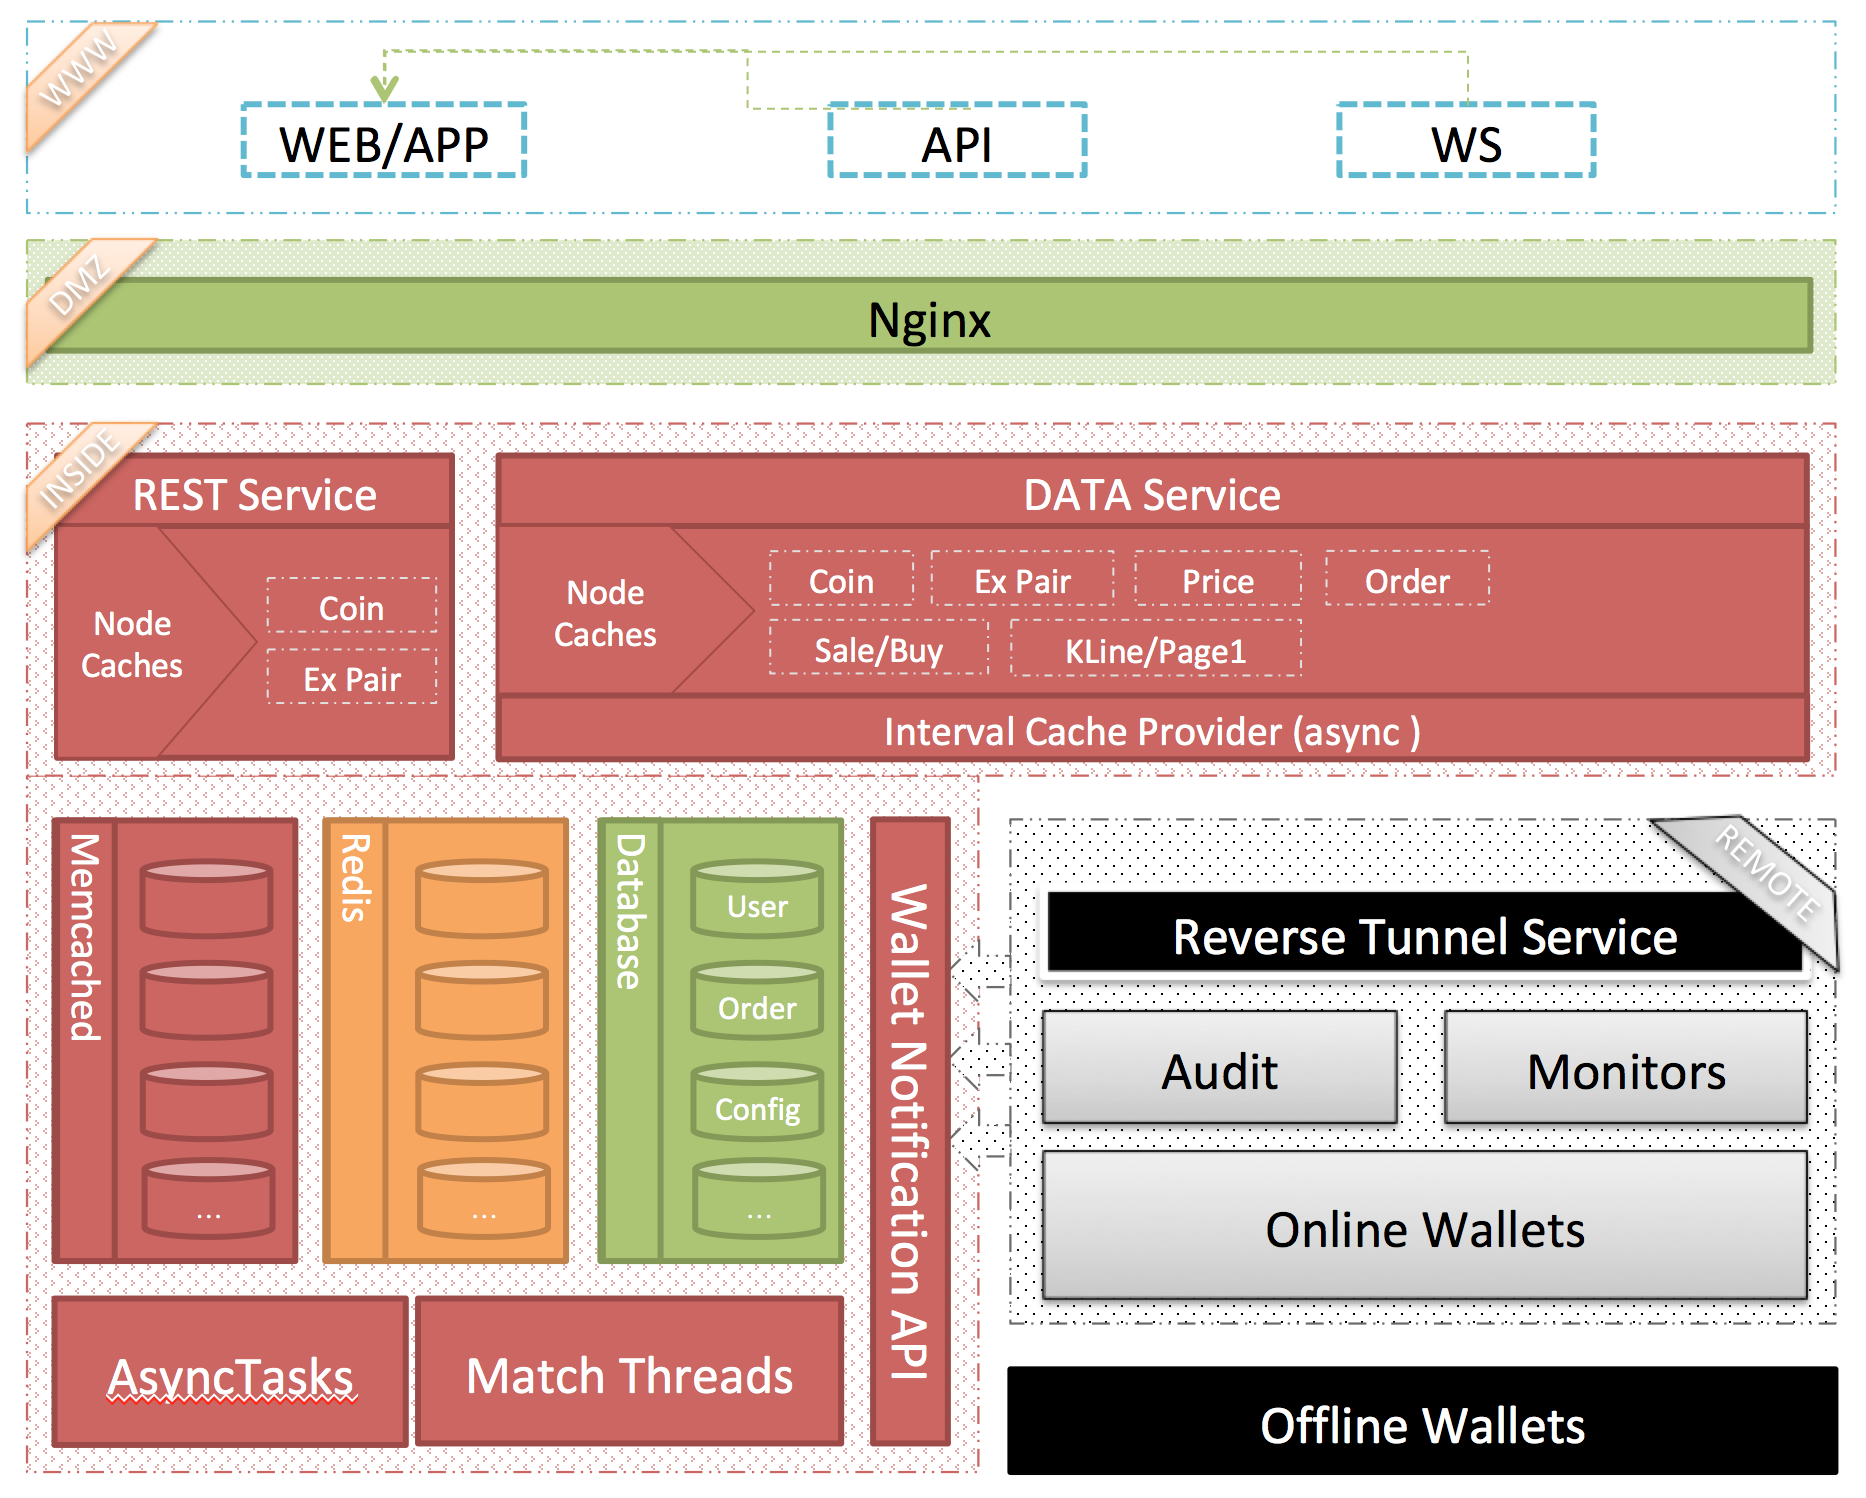 WWW
WEB/APP
API
WS
DMZ
Nginx
INSIDE
REST Service
Node
Caches
Coin
Ex Pair
DATA Service
Node
Caches
Coin
Ex Pair
Price
Order
Sale/Buy
KLine/Page1
Interval Cache Provider (async )
Memcached
...
Redis
...
Database
User
Order
Config
...
Wallet Notification API
AsyncTasks
Match Threads
REMOTE
Reverse Tunnel Service
Audit
Monitors
Online Wallets
Offline Wallets